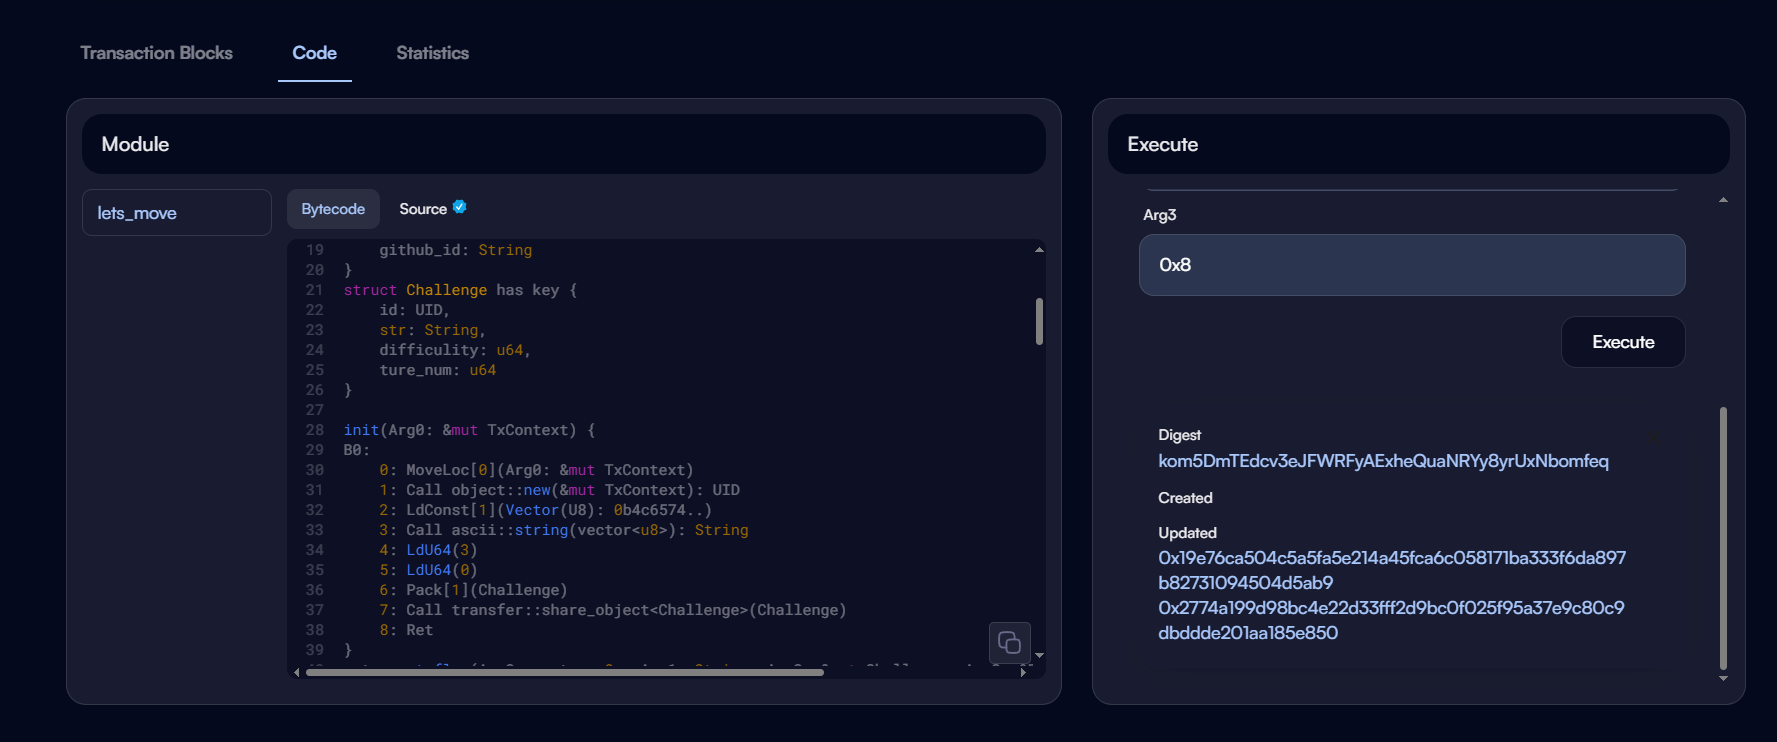 Transaction Blocks Code Statistics
Module
lets_move
Bytecode Source
19 github_id: String
20 }
21 struct Challenge has key {
22 id: UID,
23 str: String,
24 difficulity: u64,
25 ture_num: u64
26 }
27
28 init(Arg0: &mut TxContext) {
29 B0:
30 0: MoveLoc[0](Arg0: &mut TxContext)
31 1: Call object::new(&mut TxContext): UID
32 2: LdConst[1](Vector(U8): 0b4c6574..)
33 3: Call ascii::string(vector<u8>): String
34 4: LdU64(3)
35 5: LdU64(0)
36 6: Pack[1](Challenge)
37 7: Call transfer::share_object<Challenge>(Challenge)
38 8: Ret
39 }
Execute
Arg3
0x8
Execute
Digest
kom5DmTEdcv3eJFWRFyAExheQuaNRYy8yrUxNbomfeq
Created
Updated
0x19e76ca504c5a5fa5e214a45fca6c058171ba333f6da897
b82731094504d5ab9
0x2774a199d98bc4e22d33fff2d9bc0f025f95a37e9c80c9
dbddde201aa185e850